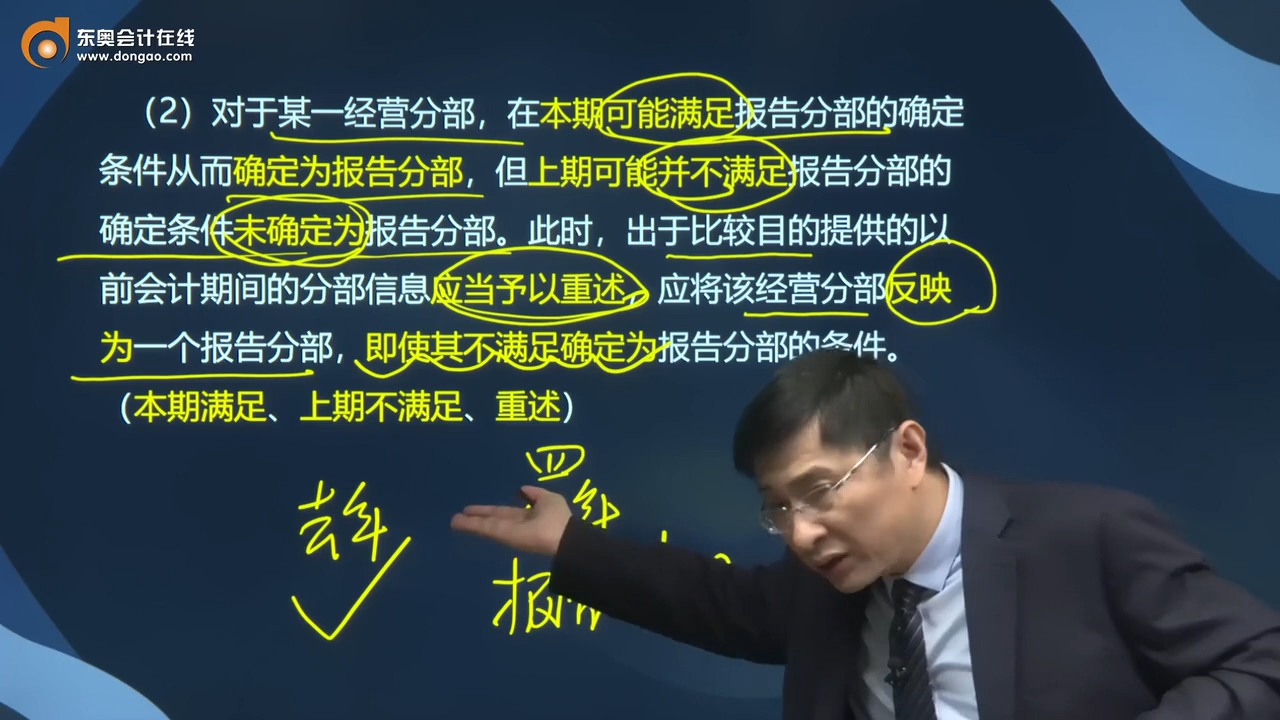 东奥会计在线
www.dongao.com
（2）对于某一经营分部，在本期可能满足报告分部的确定
条件从而确定为报告分部，但上期可能并不满足报告分部的
确定条件未确定为报告分部。此时，出于比较目的提供的以
前会计期间的分部信息应当予以重述，应将该经营分部反映
为一个报告分部，即使其不满足确定为报告分部的条件。
（本期满足、上期不满足、重述）
去年